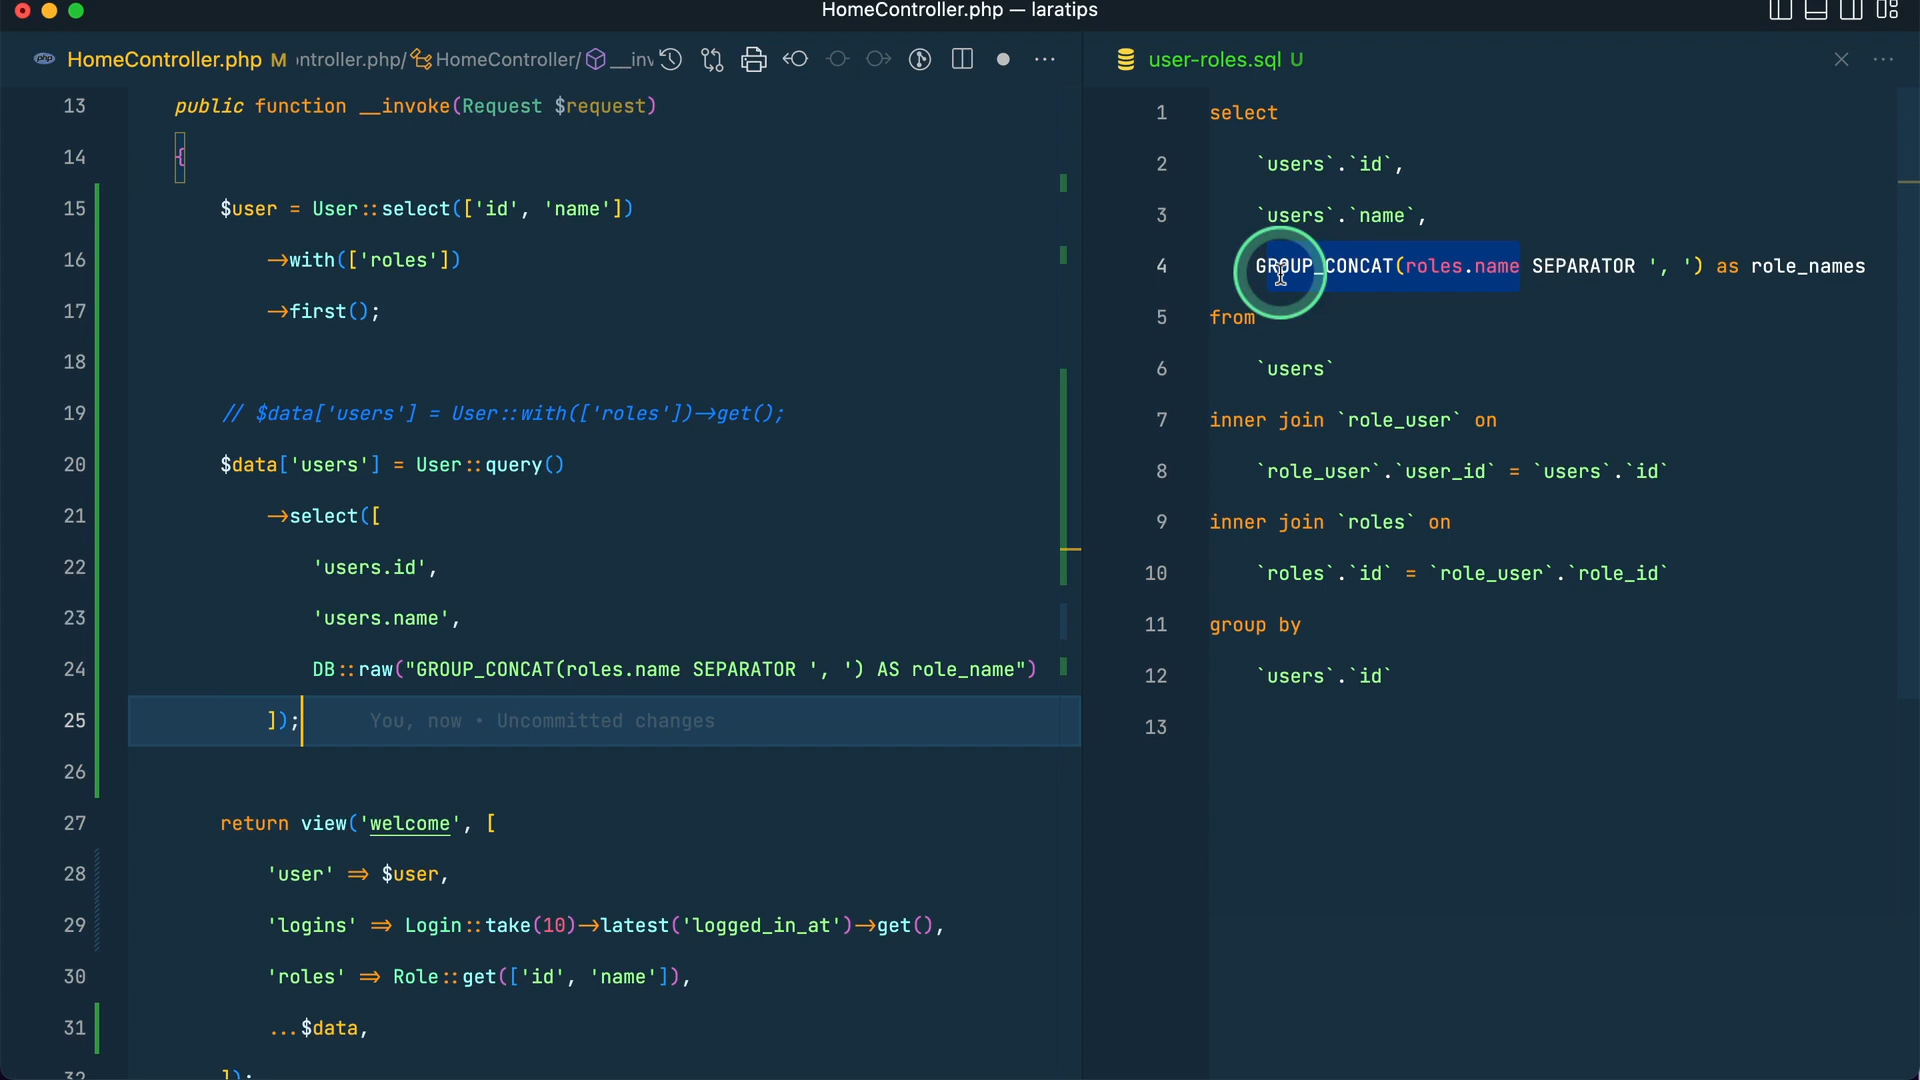 HomeController.php — laratips
HomeController.php M ontroller.php/ HomeController/ __inv
13 public function __invoke(Request $request)
14 {
15 $user = User::select(['id', 'name'])
16 ->with(['roles'])
17 ->first();
18
19 // $data['users'] = User::with(['roles'])->get();
20 $data['users'] = User::query()
21 ->select([
22 'users.id',
23 'users.name',
24 DB::raw("GROUP_CONCAT(roles.name SEPARATOR ', ') AS role_name")
25 ]); You, now • Uncommitted changes
26
27 return view('welcome', [
28 'user' => $user,
29 'logins' => Login::take(10)->latest('logged_in_at')->get(),
30 'roles' => Role::get(['id', 'name']),
31 ...$data,
32 ]);
user-roles.sql U
1 select
2 `users`.`id`,
3 `users`.`name`,
4 GROUP_CONCAT(roles.name SEPARATOR ', ') as role_names
5 from
6 `users`
7 inner join `role_user` on
8 `role_user`.`user_id` = `users`.`id`
9 inner join `roles` on
10 `roles`.`id` = `role_user`.`role_id`
11 group by
12 `users`.`id`
13